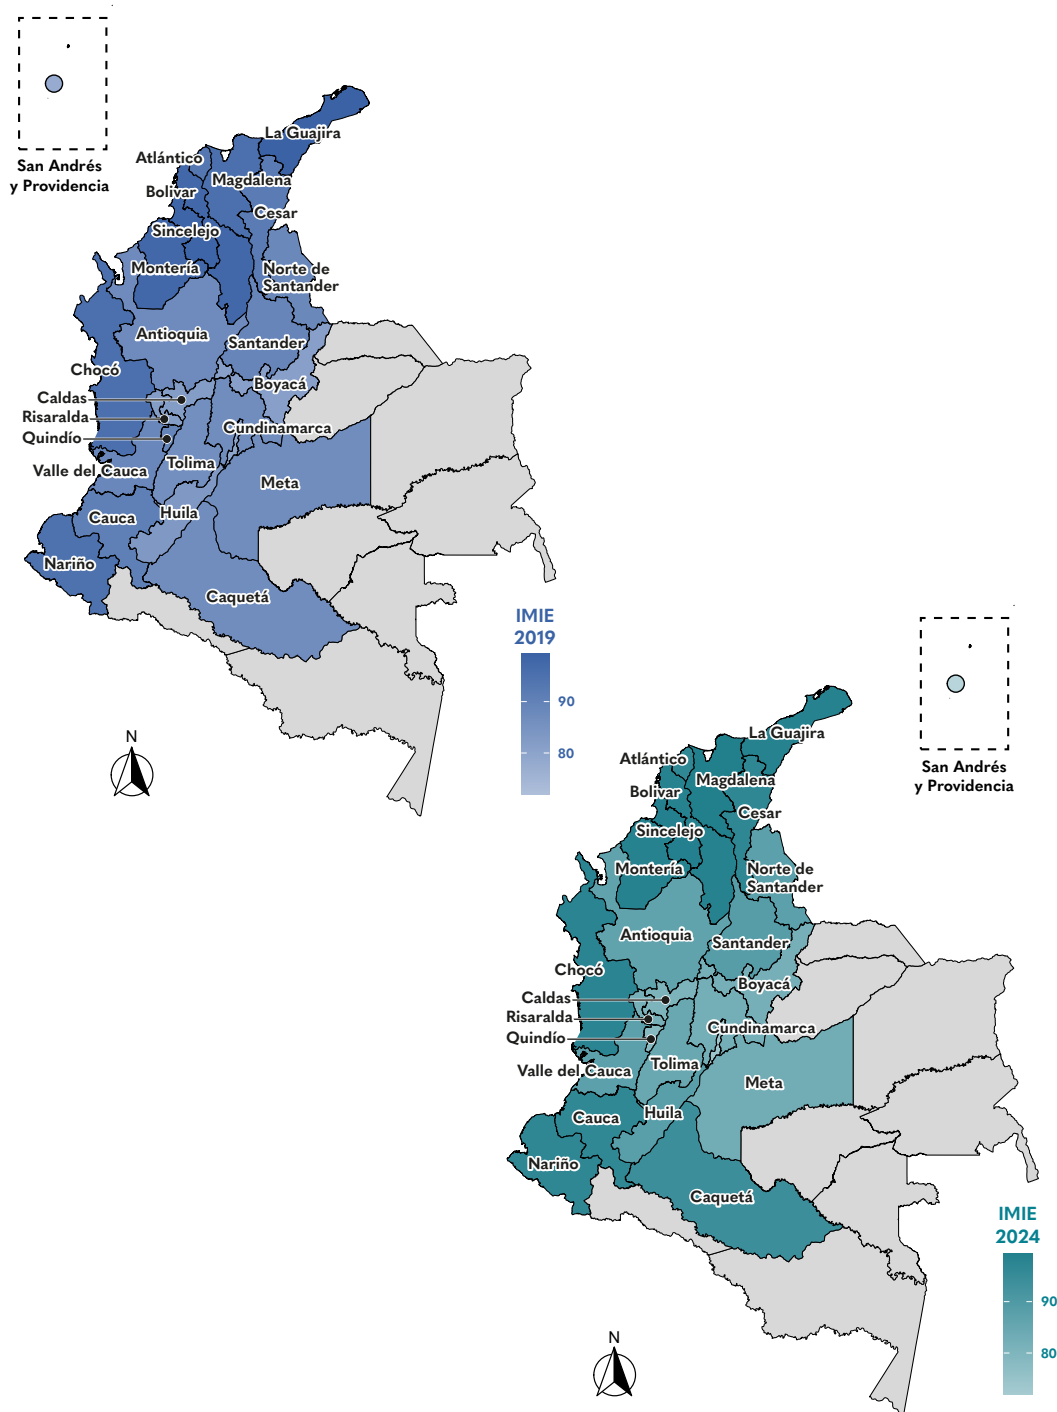 San Andrés
y Providencia
La Guajira
Atlántico
Magdalena
Bolivar
Cesar
Sincelejo
Montería
Norte de
Santander
Antioquia
Santander
Chocó
Boyacá
Caldas
Risaralda
Cundinamarca
Quindío
Tolima
Valle del Cauca
Meta
Huila
Cauca
Nariño
Caquetá
IMIE
2019
90
80
N
San Andrés
y Providencia
La Guajira
Atlántico
Magdalena
Bolivar
Cesar
Sincelejo
Montería
Norte de
Santander
Antioquia
Santander
Chocó
Boyacá
Caldas
Risaralda
Cundinamarca
Quindío
Tolima
Valle del Cauca
Meta
Huila
Cauca
Nariño
Caquetá
IMIE
2024
90
80
N